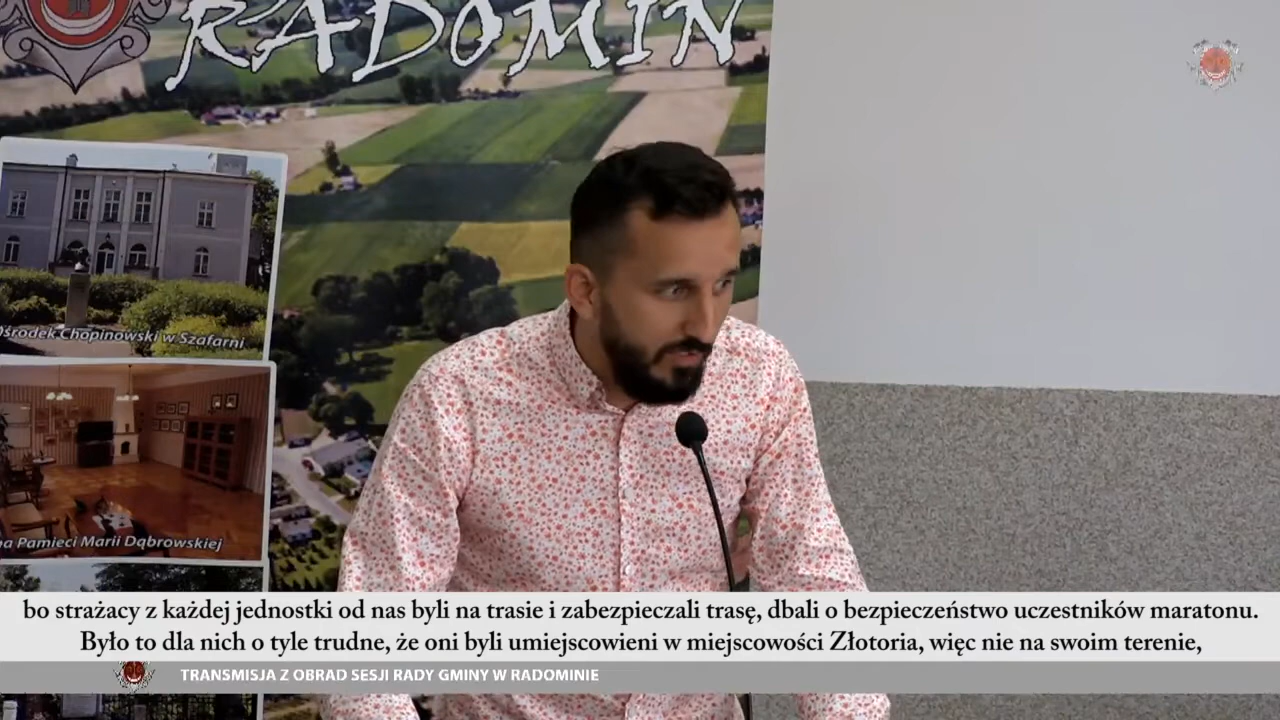 RADOMIN
Ośrodek Chopinowski w Szafarni
Pamięci Marii Dąbrowskiej
bo strażacy z każdej jednostki od nas byli na trasie i zabezpieczali trasę, dbali o bezpieczeństwo uczestników maratonu.
Było to dla nich o tyle trudne, że oni byli umiejscowieni w miejscowości Złotoria, więc nie na swoim terenie,
TRANSMISJA Z OBRAD SESJI RADY GMINY W RADOMINIE